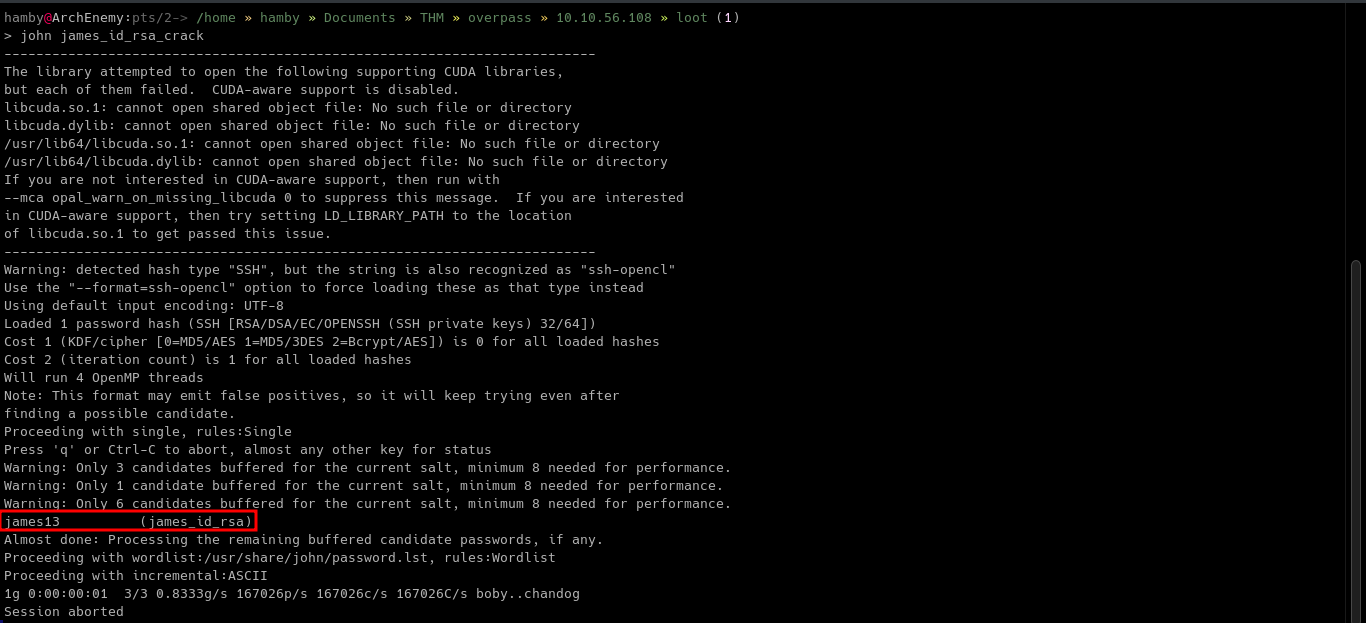 hamby@ArchEnemy:pts/2-> /home » hamby » Documents » THM » overpass » 10.10.56.108 » loot (1)
> john james_id_rsa_crack
--------------------------------------------------------------------------
The library attempted to open the following supporting CUDA libraries,
but each of them failed.  CUDA-aware support is disabled.
libcuda.so.1: cannot open shared object file: No such file or directory
libcuda.dylib: cannot open shared object file: No such file or directory
/usr/lib64/libcuda.so.1: cannot open shared object file: No such file or directory
/usr/lib64/libcuda.dylib: cannot open shared object file: No such file or directory
If you are not interested in CUDA-aware support, then run with
--mca opal_warn_on_missing_libcuda 0 to suppress this message.  If you are interested
in CUDA-aware support, then try setting LD_LIBRARY_PATH to the location
of libcuda.so.1 to get passed this issue.
--------------------------------------------------------------------------
Warning: detected hash type "SSH", but the string is also recognized as "ssh-opencl"
Use the "--format=ssh-opencl" option to force loading these as that type instead
Using default input encoding: UTF-8
Loaded 1 password hash (SSH [RSA/DSA/EC/OPENSSH (SSH private keys) 32/64])
Cost 1 (KDF/cipher [0=MD5/AES 1=MD5/3DES 2=Bcrypt/AES]) is 0 for all loaded hashes
Cost 2 (iteration count) is 1 for all loaded hashes
Will run 4 OpenMP threads
Note: This format may emit false positives, so it will keep trying even after
finding a possible candidate.
Proceeding with single, rules:Single
Press 'q' or Ctrl-C to abort, almost any other key for status
Warning: Only 3 candidates buffered for the current salt, minimum 8 needed for performance.
Warning: Only 1 candidate buffered for the current salt, minimum 8 needed for performance.
Warning: Only 6 candidates buffered for the current salt, minimum 8 needed for performance.
james13          (james_id_rsa)
Almost done: Processing the remaining buffered candidate passwords, if any.
Proceeding with wordlist:/usr/share/john/password.lst, rules:Wordlist
Proceeding with incremental:ASCII
1g 0:00:00:01  3/3 0.8333g/s 167026p/s 167026c/s 167026C/s boby..chandog
Session aborted